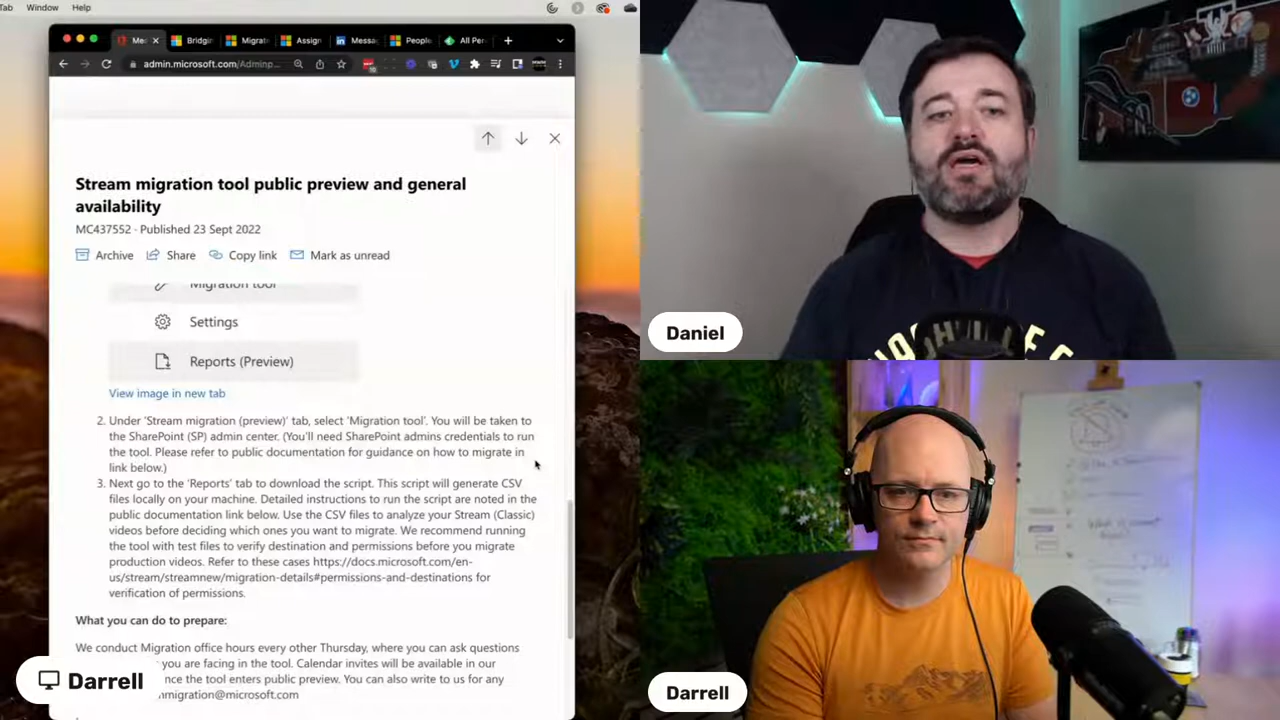 Tab Window Help
Me
Bridgin
Migrat
Assign
Messa
People
All Per
admin.microsoft.com/Adminp...
Stream migration tool public preview and general
availability
MC437552 · Published 23 Sept 2022
Archive Share Copy link Mark as unread
Migration tool
Settings
Reports (Preview)
View image in new tab
2. Under 'Stream migration (preview)' tab, select 'Migration tool'. You will be taken to
the SharePoint (SP) admin center. (You'll need SharePoint admins credentials to run
the tool. Please refer to public documentation for guidance on how to migrate in
link below.)
3. Next go to the 'Reports' tab to download the script. This script will generate CSV
files locally on your machine. Detailed instructions to run the script are noted in the
public documentation link below. Use the CSV files to analyze your Stream (Classic)
videos before deciding which ones you want to migrate. We recommend running
the tool with test files to verify destination and permissions before you migrate
production videos. Refer to these cases https://docs.microsoft.com/en-
us/stream/streamnew/migration-details#permissions-and-destinations for
verification of permissions.
What you can do to prepare:
We conduct Migration office hours every other Thursday, where you can ask questions
you are facing in the tool. Calendar invites will be available in our
nce the tool enters public preview. You can also write to us for any
migration@microsoft.com
Darrell
Daniel
Darrell